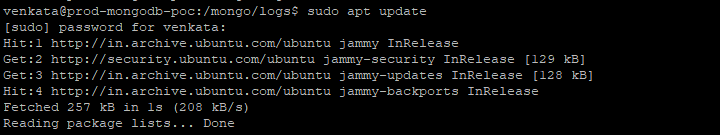 venkata@prod-mongodb-poc:/mongo/logs$ sudo apt update
[sudo] password for venkata:
Hit:1 http://in.archive.ubuntu.com/ubuntu jammy InRelease
Get:2 http://security.ubuntu.com/ubuntu jammy-security InRelease [129 kB]
Get:3 http://in.archive.ubuntu.com/ubuntu jammy-updates InRelease [128 kB]
Hit:4 http://in.archive.ubuntu.com/ubuntu jammy-backports InRelease
Fetched 257 kB in 1s (208 kB/s)
Reading package lists... Done